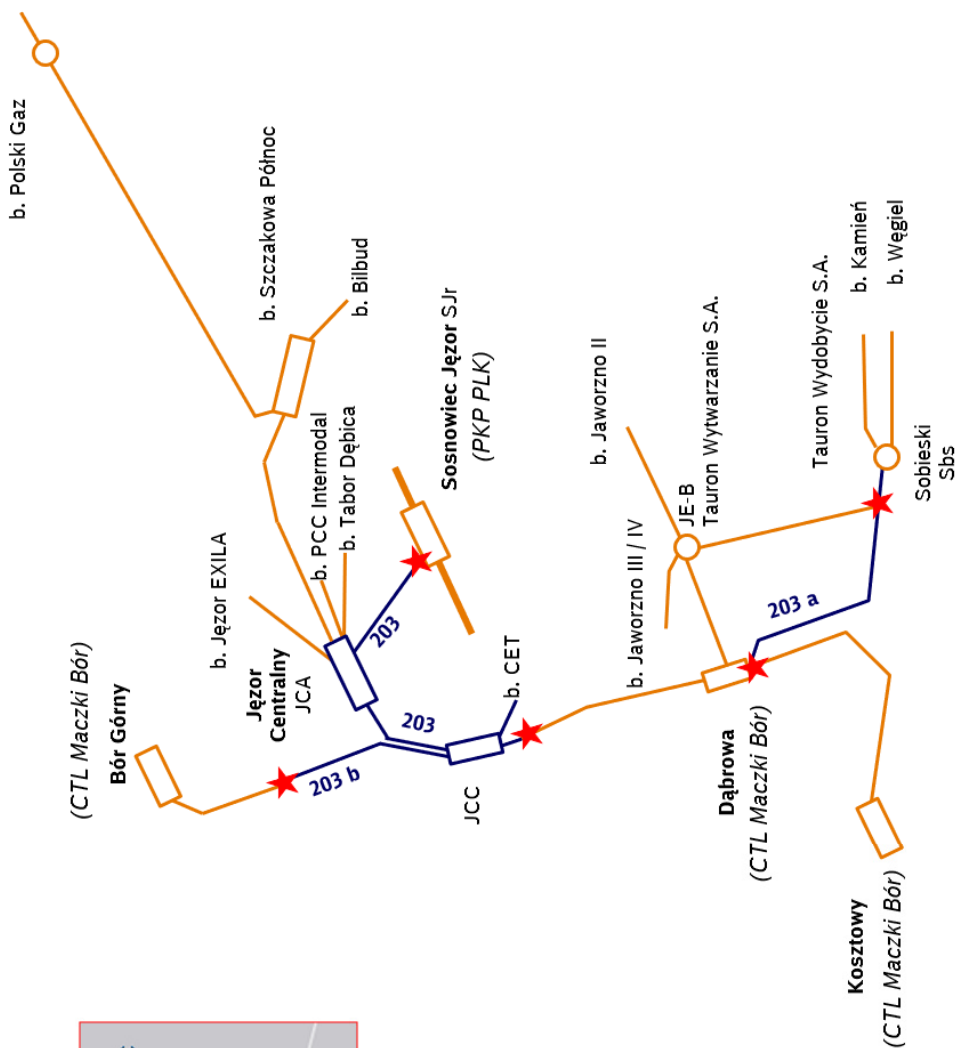 b. Polski Gaz
b. Szczakowa Północ
b. Bilbud
Sosnowiec Jęzor SJr
(PKP PLK)
b. PCC Intermodal
b. Tabor Dębica
b. Jęzor EXILA
Jęzor
Centralny
JCA
(CTL Maczki Bór)
Bór Górny
203
203
203 b
b. CET
JCC
b. Jaworzno II
JE-B
Tauron Wytwarzanie S.A.
b. Jaworzno III / IV
Tauron Wydobycie S.A.
b. Kamień
b. Węgiel
Sobieski
Sbs
203 a
Dąbrowa
(CTL Maczki Bór)
Kosztowy
(CTL Maczki Bór)